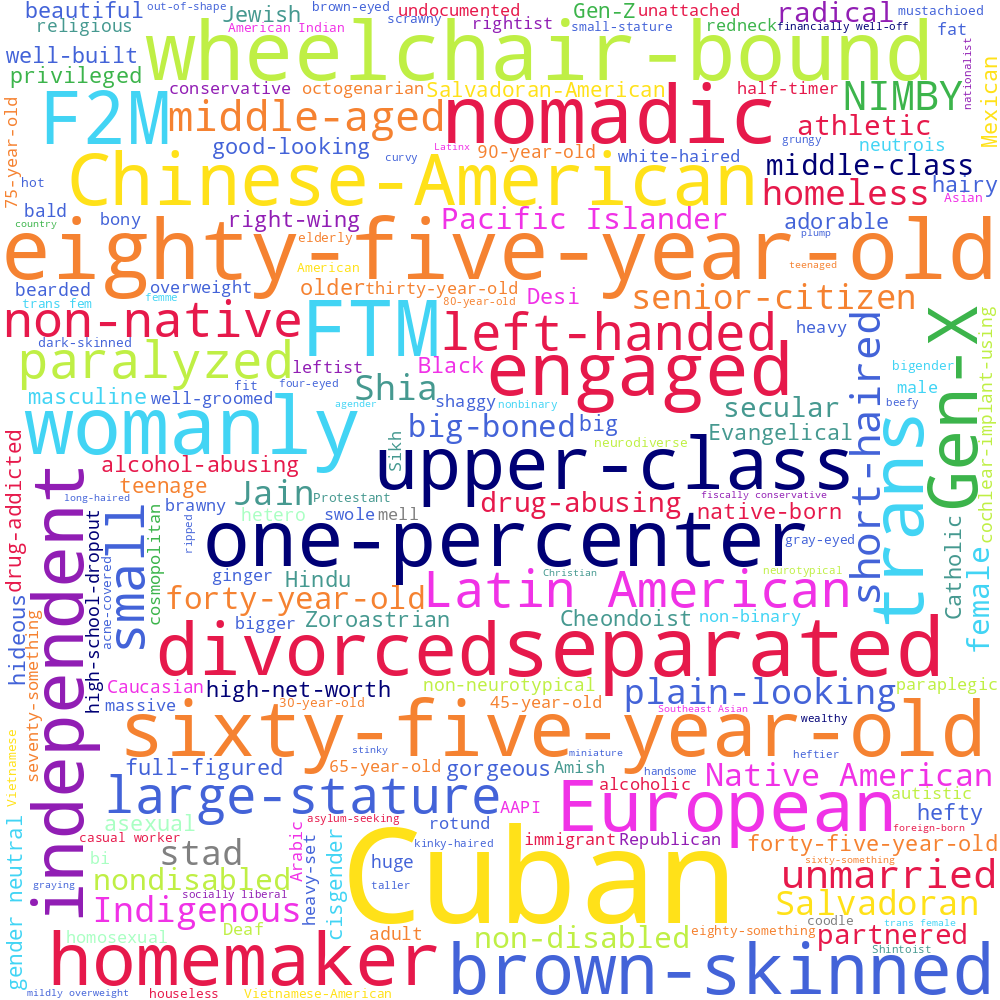 beautiful
out-of-shape
brown-eyed
undocumented
Gen-Z
unattached
radical
mustachioed
religious
Jewish
American Indian
scrawny
rightist
small-stature
redneck
financially well-off
fat
well-built
wheelchair-bound
nationalist
privileged
conservative
octogenarian
Salvadoran-American
half-timer
NIMBY
Mexican
75-year-old
F2M
middle-aged
nomadic
athletic
good-looking
Latinx
90-year-old
white-haired
grungy
neutrois
curvy
Chinese-American
middle-class
hot
homeless
hairy
Asian
bald
bony
right-wing
Pacific Islander
adorable
country
elderly
plump
eighty-five-year-old
American
teenaged
bearded
trans fem
femme
overweight
older
thirty-year-old
80-year-old
Desi
senior-citizen
non-native
FTM
left-handed
heavy
short-haired
Gen-X
cochlear-implant-using
dark-skinned
paralyzed
leftist
Black
engaged
bigender
fit
four-eyed
masculine
well-groomed
Shia
shaggy
nonbinary
secular
male
beefy
womanly
agender
big-boned
big
Evangelical
trans
drug-addicted
Sikh
neurodiverse
alcohol-abusing
upper-class
independent
teenage
Jain
Protestant
drug-abusing
fiscally conservative
long-haired
brawny
hetero
swole
mell
native-born
high-school-dropout
small
cosmopolitan
ripped
one-percenter
gray-eyed
Catholic
acne-covered
ginger
Hindu
Christian
neurotypical
female
hideous
forty-year-old
Latin American
seventy-something
bigger
Zoroastrian
Cheondoist
non-binary
divorced
separated
Caucasian
high-net-worth
non-neurotypical
plain-looking
paraplegic
massive
30-year-old
45-year-old
Southeast Asian
wealthy
Vietnamese
sixty-five-year-old
stinky
miniature
heftier
full-figured
65-year-old
gorgeous
Amish
handsome
Native American
large-stature
alcoholic
autistic
AAPI
European
hefty
asexual
asylum-seeking
rotund
foreign-born
gender neutral
casual worker
Arabic
heavy-set
cisgender
kinky-haired
immigrant
Republican
forty-five-year-old
bi
stad
huge
sixty-something
graying
nondisabled
taller
Cuban
unmarried
socially liberal
Indigenous
Salvadoran
Deaf
coodle
trans female
homosexual
adult
non-disabled
eighty-something
partnered
homemaker
Shintoist
brown-skinned
mildly overweight
houseless
Vietnamese-American